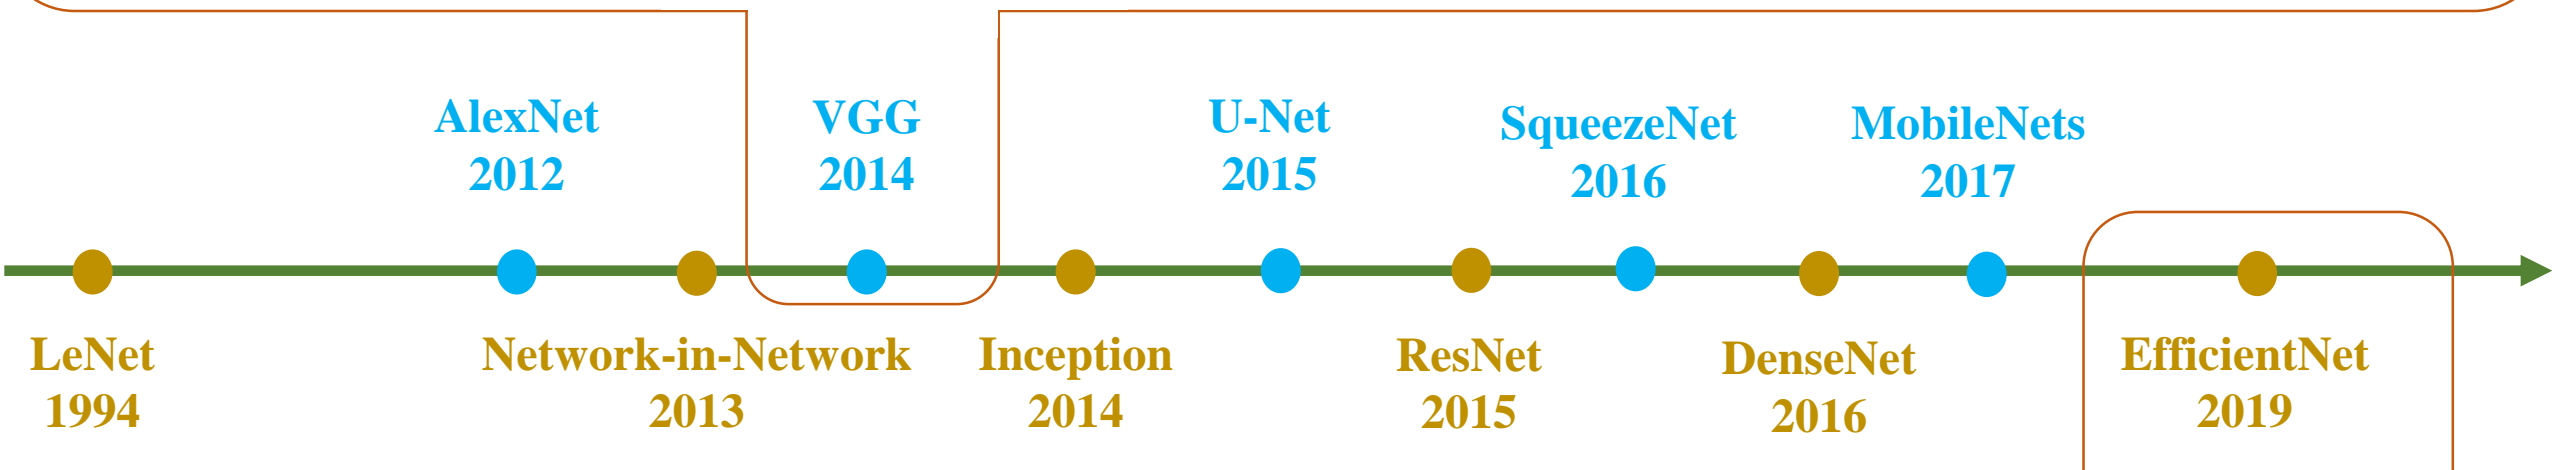 AlexNet
2012
VGG
2014
U-Net
2015
SqueezeNet
2016
MobileNets
2017
LeNet
1994
Network-in-Network
2013
Inception
2014
ResNet
2015
DenseNet
2016
EfficientNet
2019